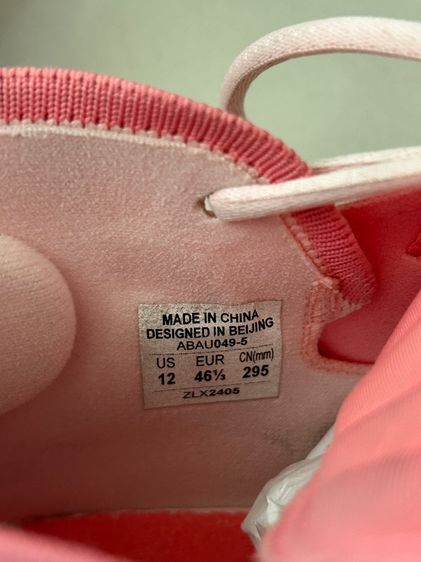 MADE IN CHINA
DESIGNED IN BEIJING
ABAU049-5
US EUR CN(mm)
12 46⅓ 295
ZLX2405